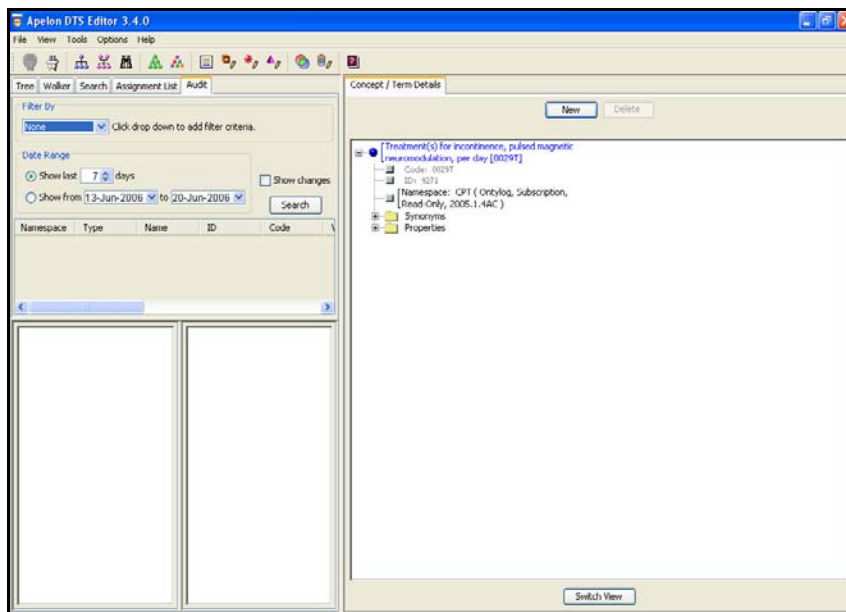 Apelon DTS Editor 3.4.0
File View Tools Options Help
Tree Walker Search Assignment List Audit
Filter By
None Click drop down to add filter criteria.
Date Range
Show last 7 days
Show changes
Show from 13-Jun-2006 to 20-Jun-2006
Search
Namespace Type Name ID Code V
Concept / Term Details
New Delete
[Treatment(s) for incontinence, pulsed magnetic
[neuromodulation, per day [0029T]
Code: 0029T
ID: 9271
[Namespace: CPT ( Ontylog, Subscription,
[Read-Only, 2005.1.4AC )
Synonyms
Properties
Switch View